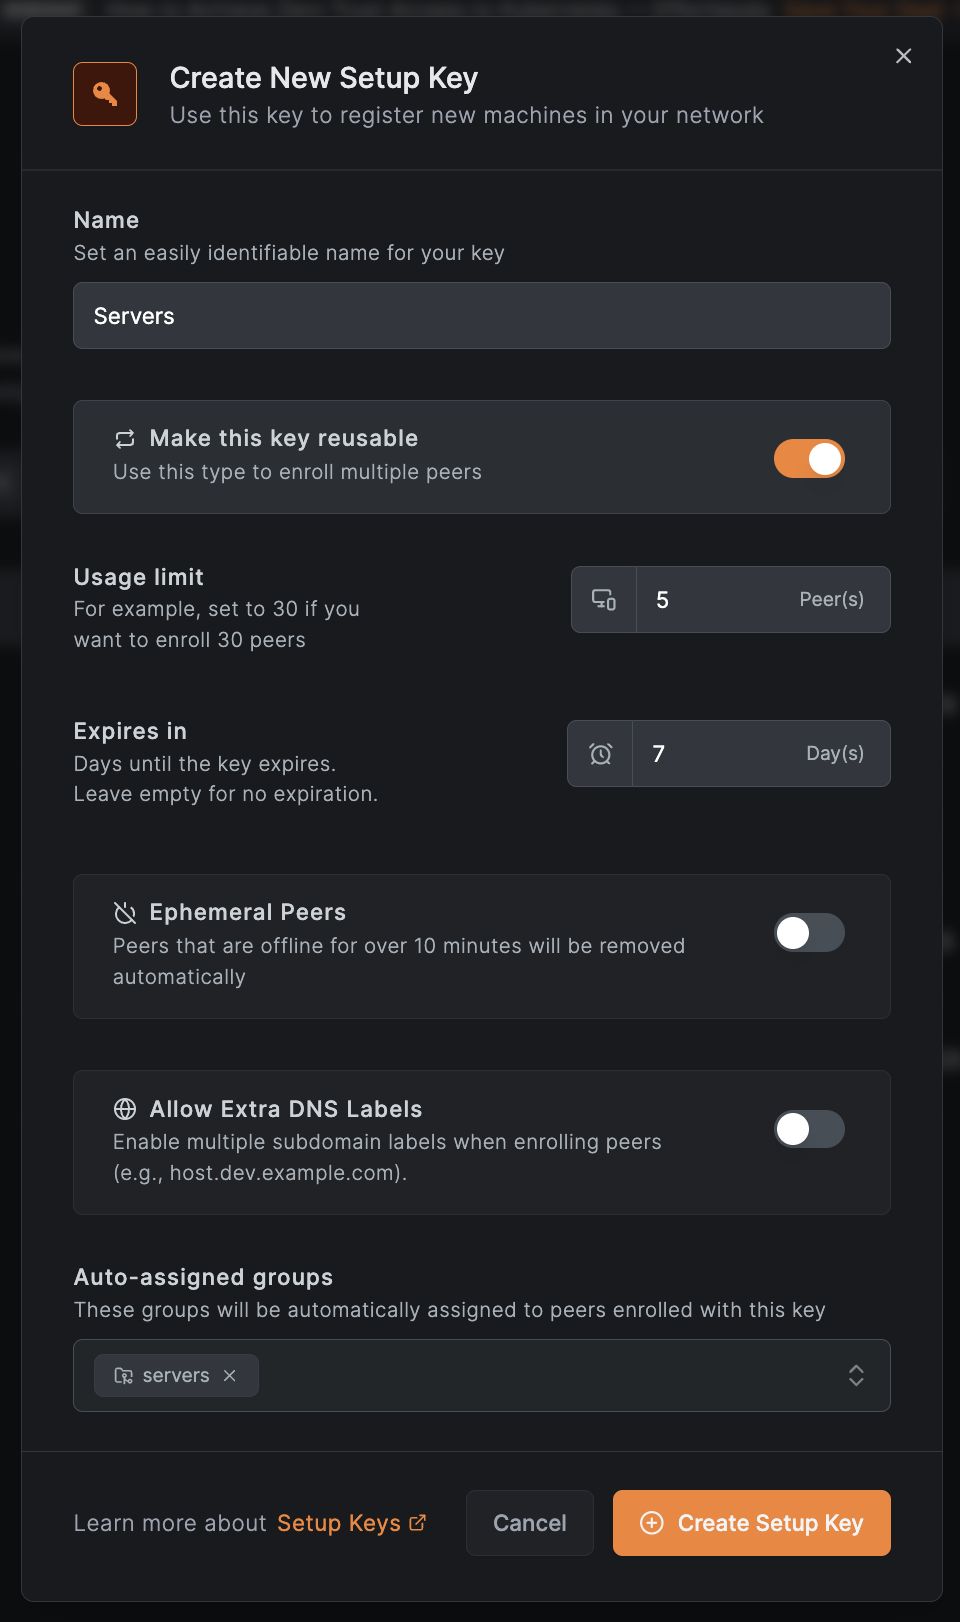 Create New Setup Key
Use this key to register new machines in your network
Name
Set an easily identifiable name for your key
Servers
Make this key reusable
Use this type to enroll multiple peers
Usage limit
For example, set to 30 if you
want to enroll 30 peers
5 Peer(s)
Expires in
Days until the key expires.
Leave empty for no expiration.
7 Day(s)
Ephemeral Peers
Peers that are offline for over 10 minutes will be removed
automatically
Allow Extra DNS Labels
Enable multiple subdomain labels when enrolling peers
(e.g., host.dev.example.com).
Auto-assigned groups
These groups will be automatically assigned to peers enrolled with this key
servers
Learn more about Setup Keys
Cancel
Create Setup Key